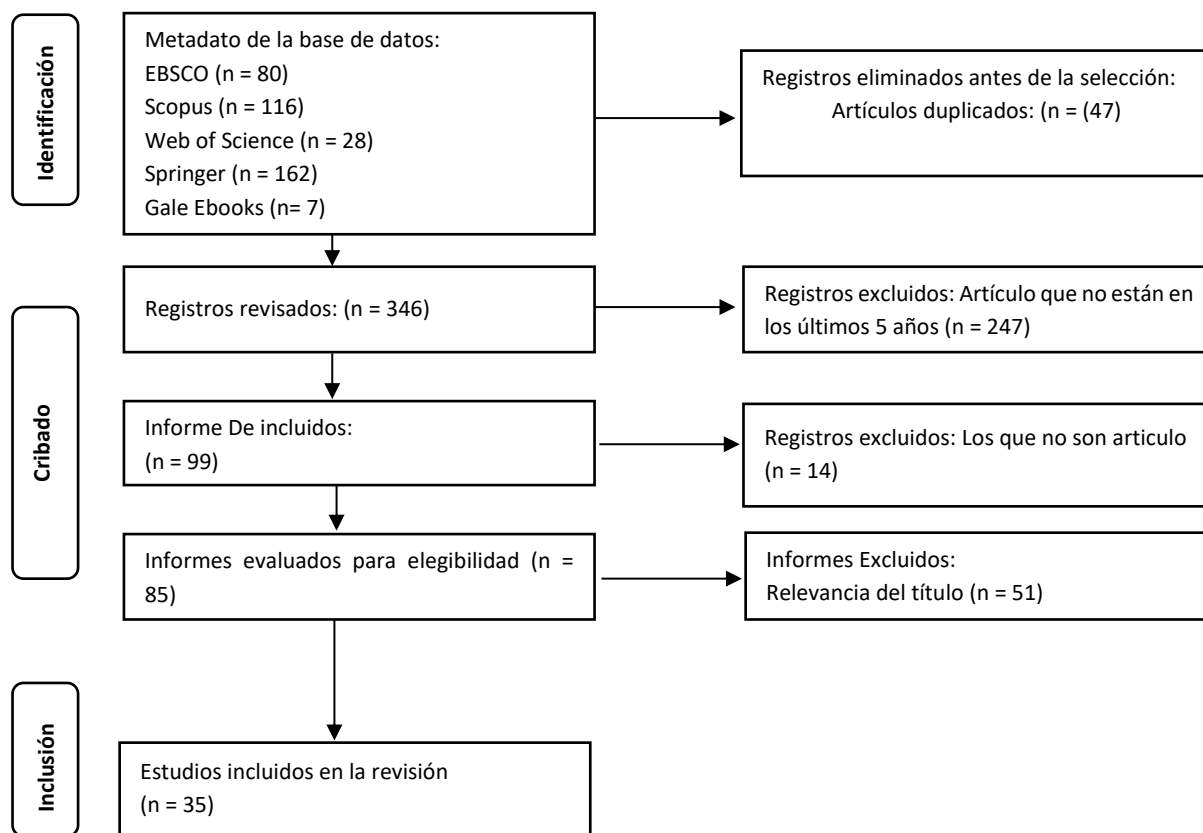 Identificación
Metadato de la base de datos:
EBSCO (n = 80)
Scopus (n = 116)
Web of Science (n = 28)
Springer (n = 162)
Gale Ebooks (n= 7)
Registros eliminados antes de la selección:
Artículos duplicados: (n = (47)
Cribado
Registros revisados: (n = 346)
Registros excluidos: Artículo que no están en
los últimos 5 años (n = 247)
Informe De incluidos:
(n = 99)
Registros excluidos: Los que no son articulo
(n = 14)
Informes evaluados para elegibilidad (n =
85)
Informes Excluidos:
Relevancia del título (n = 51)
Inclusión
Estudios incluidos en la revisión
(n = 35)